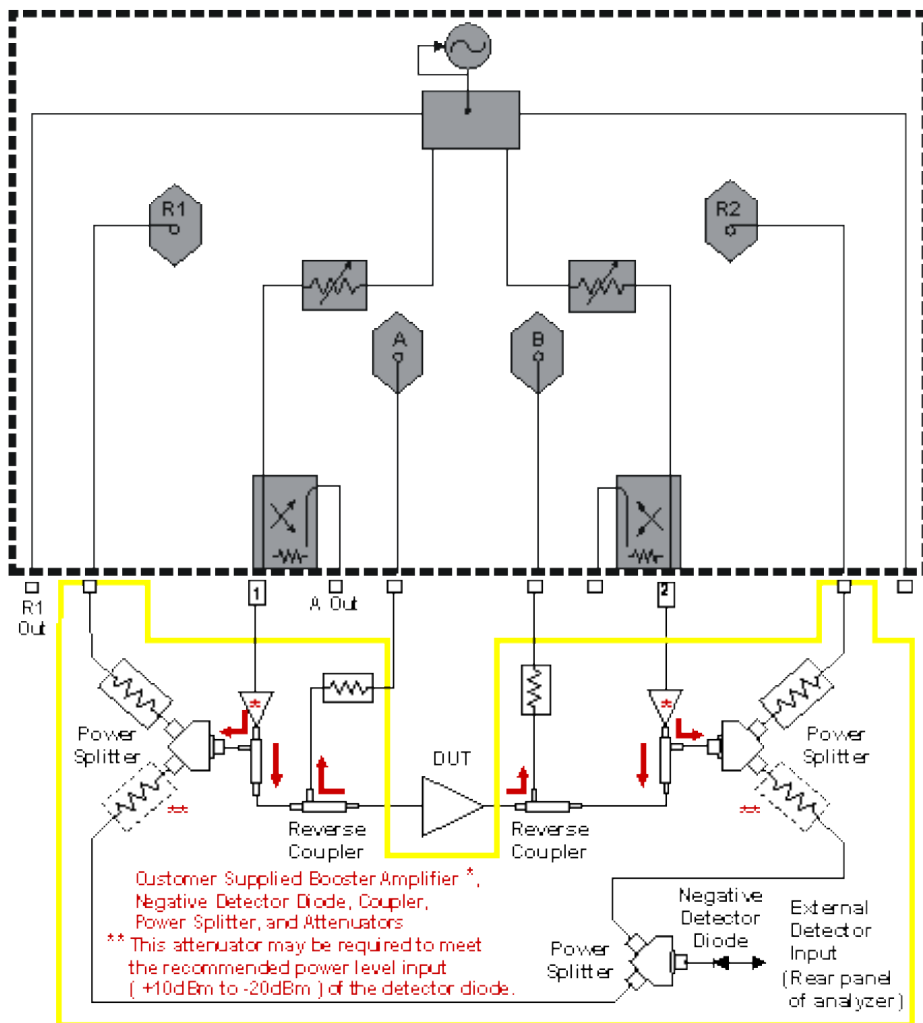 R1
R2
A
B
R1
Out
1
A Out
2
Power
Splitter
*
*
Power
Splitter
**
DUT
**
Reverse
Coupler
Reverse
Coupler
Customer Supplied Booster Amplifier *,
Negative Detector Diode, Coupler,
Power Splitter, and Attenuators
** This attenuator may be required to meet
the recommended power level input
( +10dBm to -20dBm ) of the detector diode.
Power
Splitter
Negative
Detector
Diode
External
Detector
Input
(Rear panel
of analyzer)